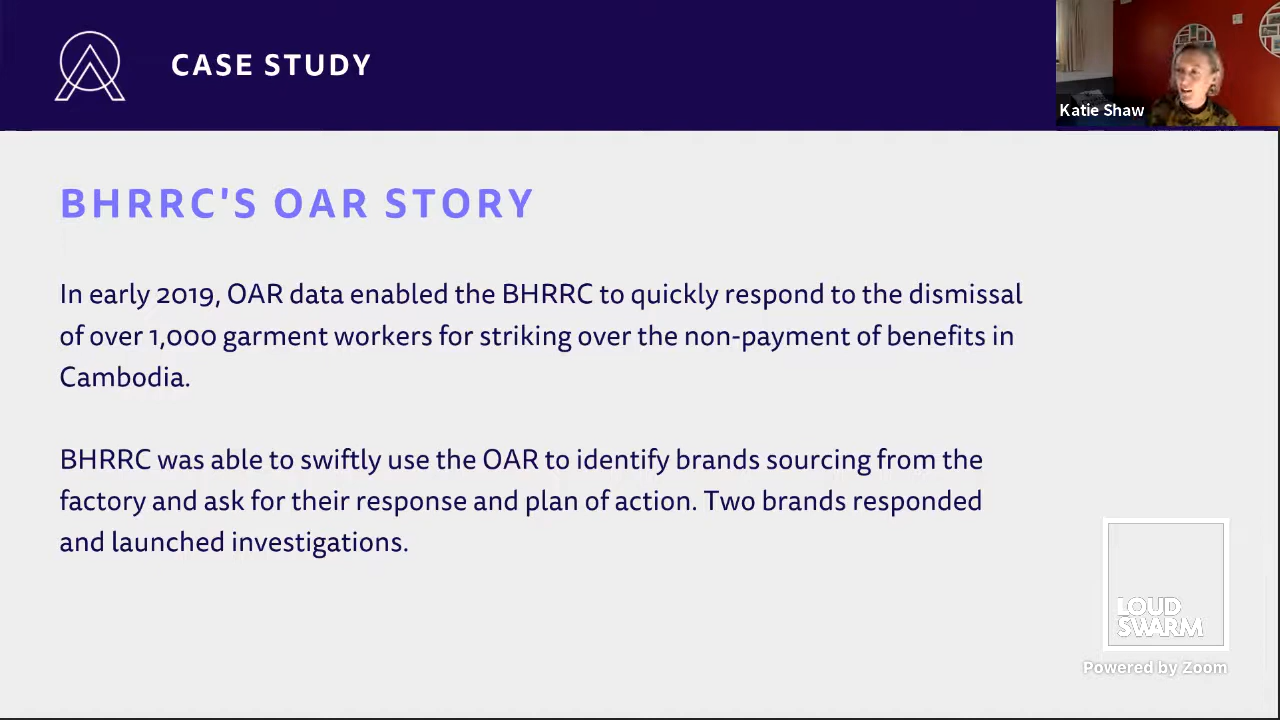 CASE STUDY
Katie Shaw
BHRRC'S OAR STORY
In early 2019, OAR data enabled the BHRRC to quickly respond to the dismissal
of over 1,000 garment workers for striking over the non-payment of benefits in
Cambodia.
BHRRC was able to swiftly use the OAR to identify brands sourcing from the
factory and ask for their response and plan of action. Two brands responded
and launched investigations.
LOUD
SWARM
Powered by Zoom